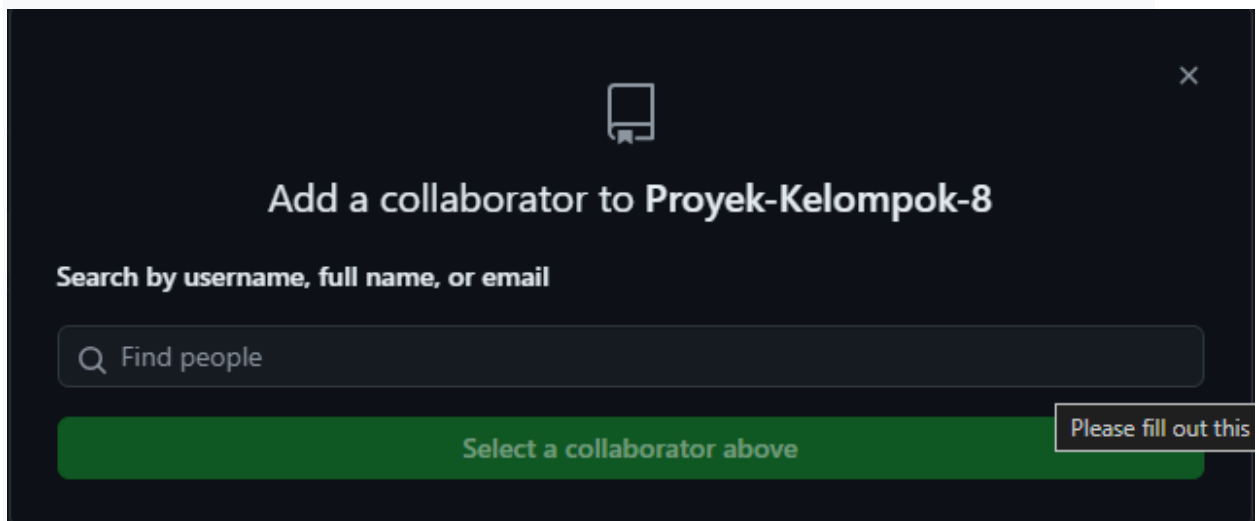 Add a collaborator to Proyek-Kelompok-8
Search by username, full name, or email
Find people
Please fill out this
Select a collaborator above